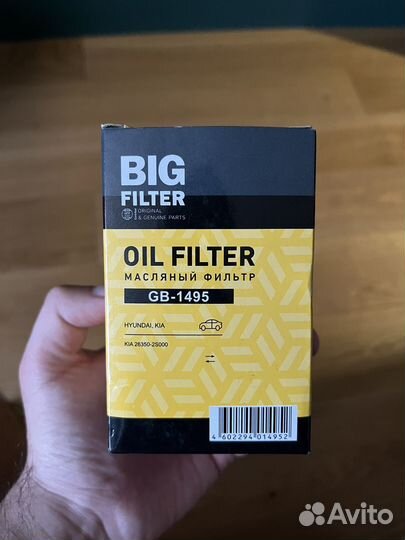 BIG
FILTER
ORIGINAL
& GENUINE PARTS
OIL FILTER
МАСЛЯНЫЙ ФИЛЬТР
GB-1495
HYUNDAI, KIA
KIA 26350-2S000
4 602294 014952
Avito